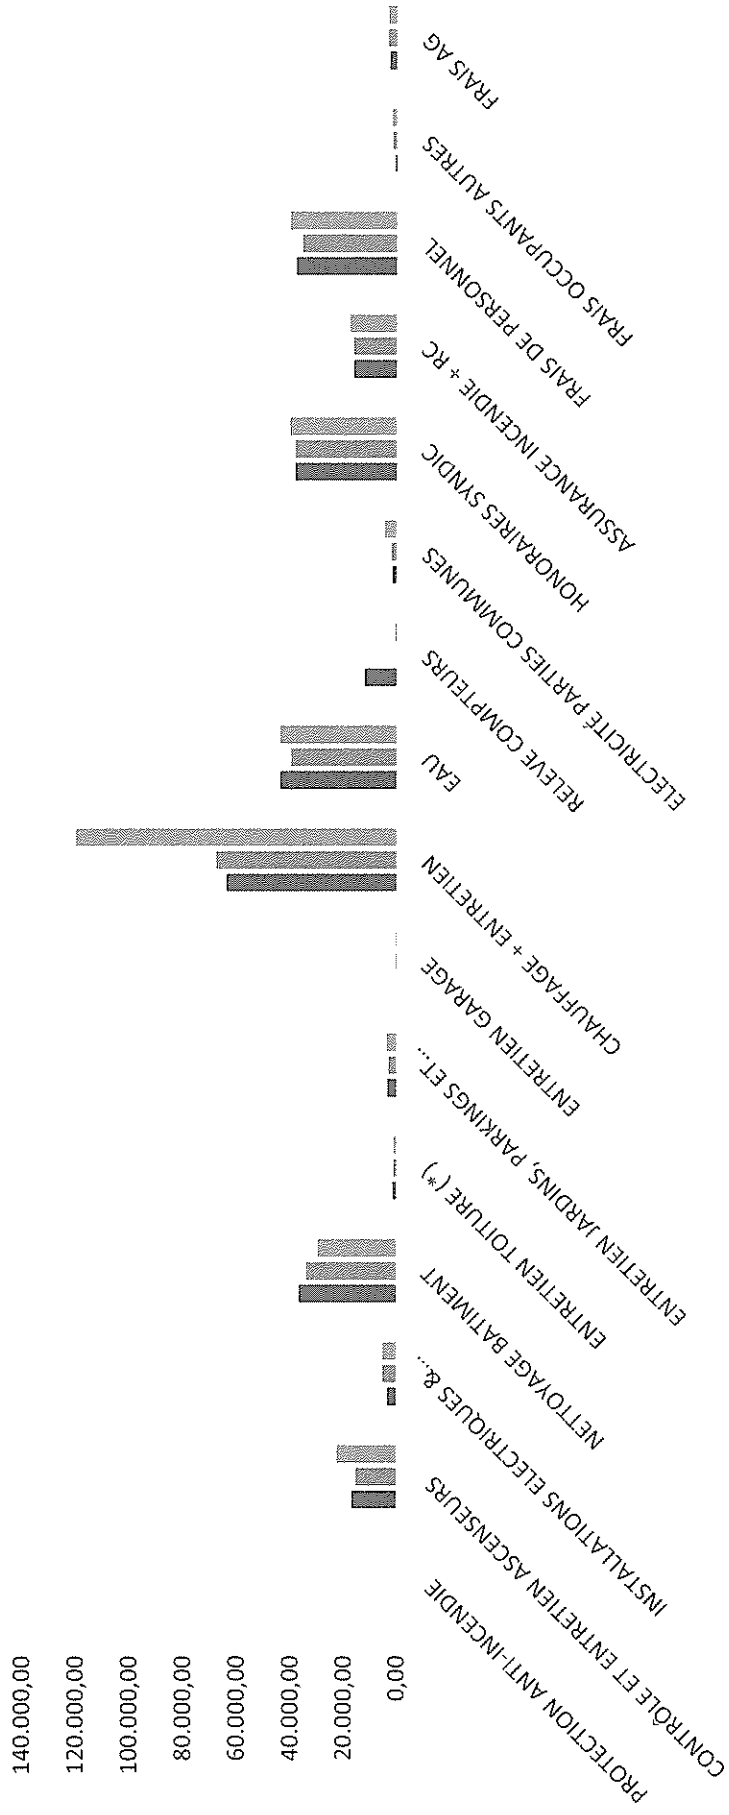 140.000,00
120.000,00
100.000,00
80.000,00
60.000,00
40.000,00
20.000,00
0,00
PROTECTION ANTI-INCENDIE
CONTRÔLE ET ENTRETIEN ASCENSEURS
INSTALLATIONS ELECTRIQUES &...
NETTOYAGE BATIMENT
ENTRETIEN TOITURE (*)
ENTRETIEN JARDINS, PARKINGS ET...
ENTRETIEN GARAGE
CHAUFFAGE + ENTRETIEN
EAU
RELEVE COMPTEURS
ELECTRICITÉ PARTIES COMMUNES
HONORAIRES SYNDIC
ASSURANCE INCENDIE + RC
FRAIS DE PERSONNEL
FRAIS OCCUPANTS AUTRES
FRAIS AG